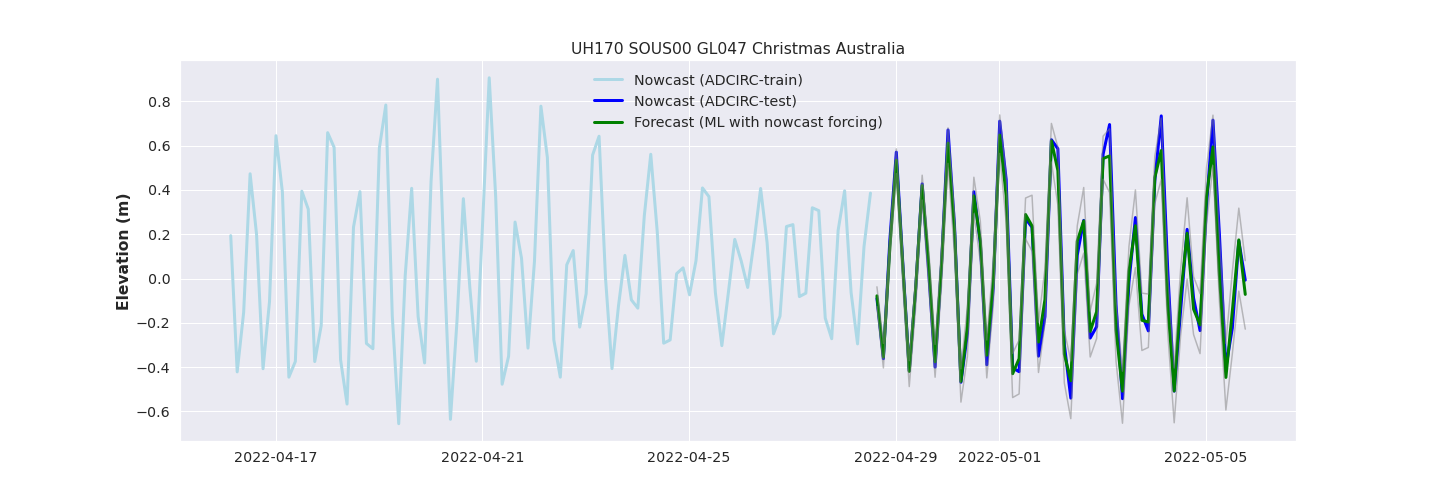 UH170 SOUS00 GL047 Christmas Australia
Nowcast (ADCIRC-train)
Nowcast (ADCIRC-test)
Forecast (ML with nowcast forcing)
Elevation (m)
0.8
0.6
0.4
0.2
0.0
−0.2
−0.4
−0.6
2022-04-17 2022-04-21 2022-04-25 2022-04-29 2022-05-01 2022-05-05